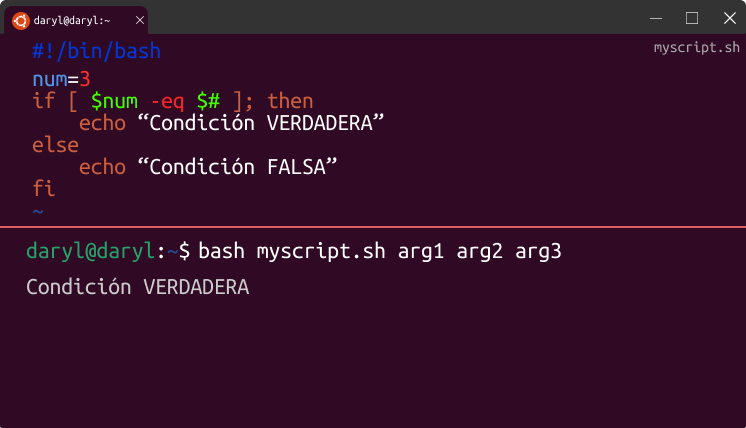 daryl@daryl:~
myscript.sh
#!/bin/bash
num=3
if [ $num -eq $# ]; then
    echo “Condición VERDADERA”
else
    echo “Condición FALSA”
fi
~
daryl@daryl:~$ bash myscript.sh arg1 arg2 arg3
Condición VERDADERA